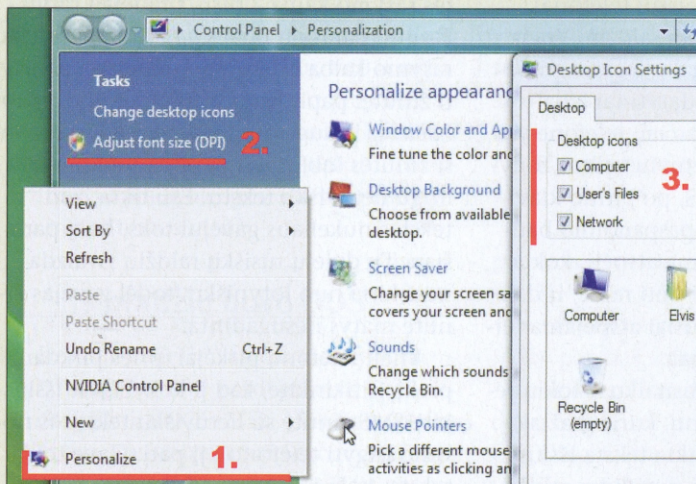 Control Panel
Personalization
Tasks
Change desktop icons
Adjust font size (DPI)
2.
View
Sort By
Refresh
Paste
Paste Shortcut
Undo Rename Ctrl+Z
NVIDIA Control Panel
New
Personalize
1.
Personalize appearanc
Window Color and App
Fine tune the color and
Desktop Background
Choose from available
desktop.
Screen Saver
Change your screen sa
covers your screen and
Sounds
Change which sounds
Recycle Bin.
Mouse Pointers
Pick a different mouse
activities as clicking an
Desktop Icon Settings
Desktop
Desktop icons
Computer
User's Files
Network
3.
Computer
Elvis
Recycle Bin
(empty)